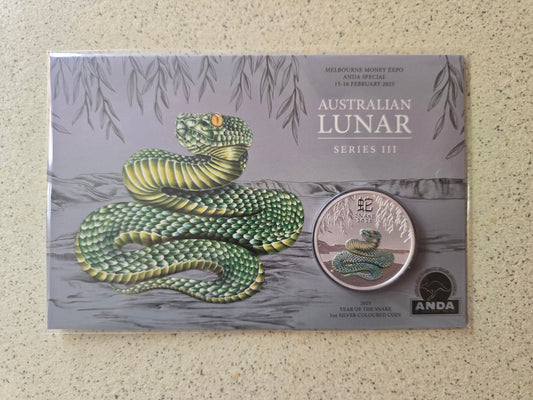 MELBOURNE MONEY EXPO
ANDA SPECIAL
15-16 FEBRUARY 2025
AUSTRALIAN
LUNAR
SERIES III
蛇
2025
YEAR OF THE SNAKE
1oz SILVER COLOURED COIN
ANDA